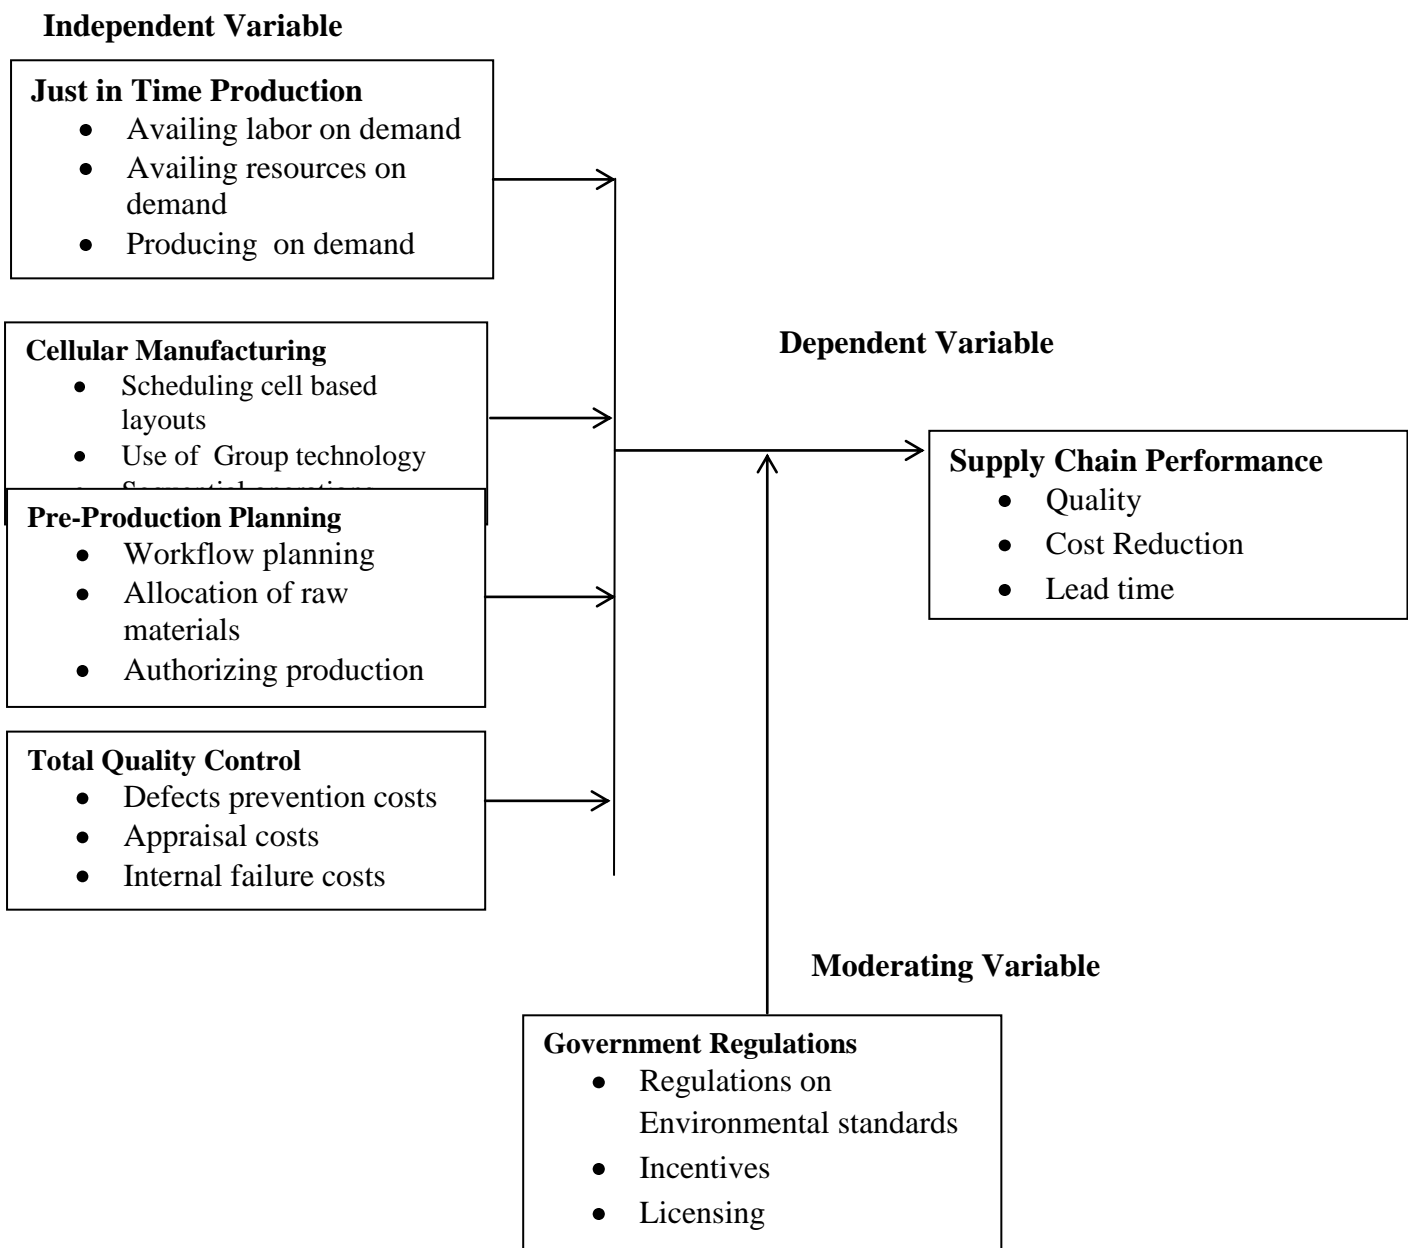 Independent Variable
Just in Time Production
• Availing labor on demand
• Availing resources on
demand
• Producing on demand
Cellular Manufacturing
• Scheduling cell based
layouts
• Use of Group technology
Pre-Production Planning
• Workflow planning
• Allocation of raw
materials
• Authorizing production
Total Quality Control
• Defects prevention costs
• Appraisal costs
• Internal failure costs
Dependent Variable
Supply Chain Performance
• Quality
• Cost Reduction
• Lead time
Moderating Variable
Government Regulations
• Regulations on
Environmental standards
• Incentives
• Licensing